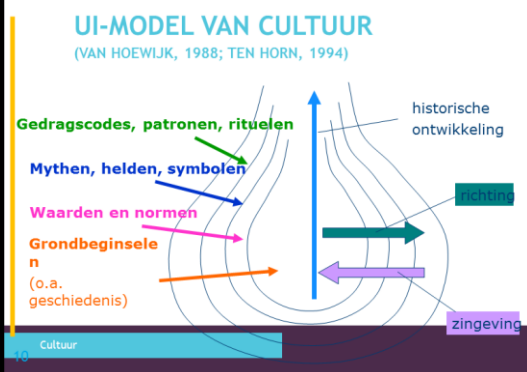 UI-MODEL VAN CULTUUR
(VAN HOEWIJK, 1988; TEN HORN, 1994)
historische
ontwikkeling
Gedragscodes, patronen, rituelen
Mythen, helden, symbolen
richting
Waarden en normen
Grondbeginsele
n
(o.a.
geschiedenis)
zingeving
Cultuur
10